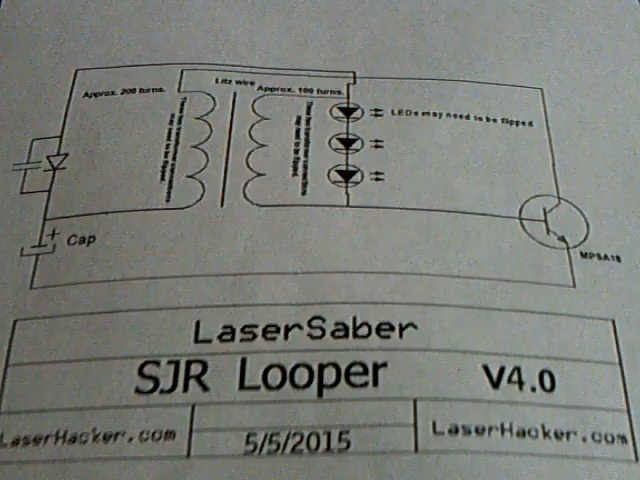 Litz wire
Approx. 200 turns.
Approx. 100 turns.
LEDs may need to be flipped
These two transformer connections
may need to be flipped.
These two transformer connections
may need to be flipped.
+
Cap
MPSA18
LaserSaber
SJR Looper V4.0
LaserHacker.com
5/5/2015
LaserHacker.com